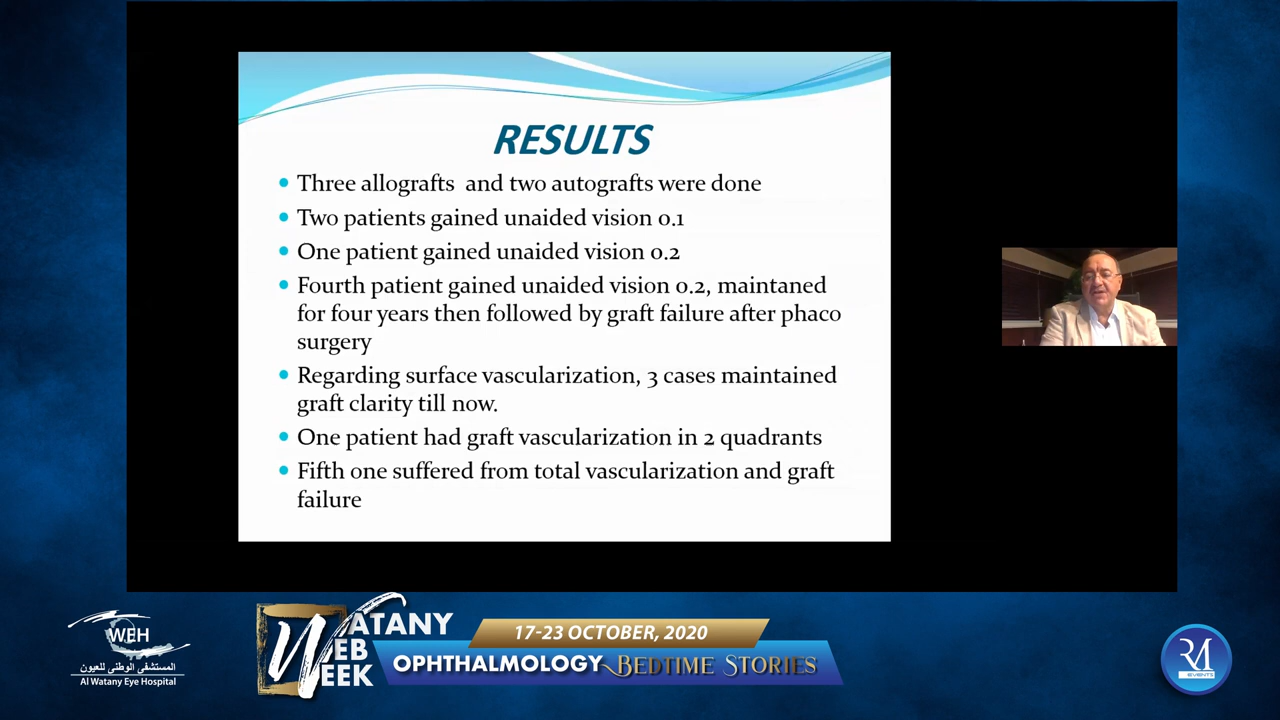 RESULTS
Three allografts and two autografts were done
Two patients gained unaided vision 0.1
One patient gained unaided vision 0.2
Fourth patient gained unaided vision 0.2, maintaned
for four years then followed by graft failure after phaco
surgery
Regarding surface vascularization, 3 cases maintained
graft clarity till now.
One patient had graft vascularization in 2 quadrants
Fifth one suffered from total vascularization and graft
failure
WEH
المستشفى الوطني للعيون
Al Watany Eye Hospital
WATANY
WEB
WEEK
17-23 OCTOBER, 2020
OPHTHALMOLOGY BEDTIME STORIES
RM
EVENTS